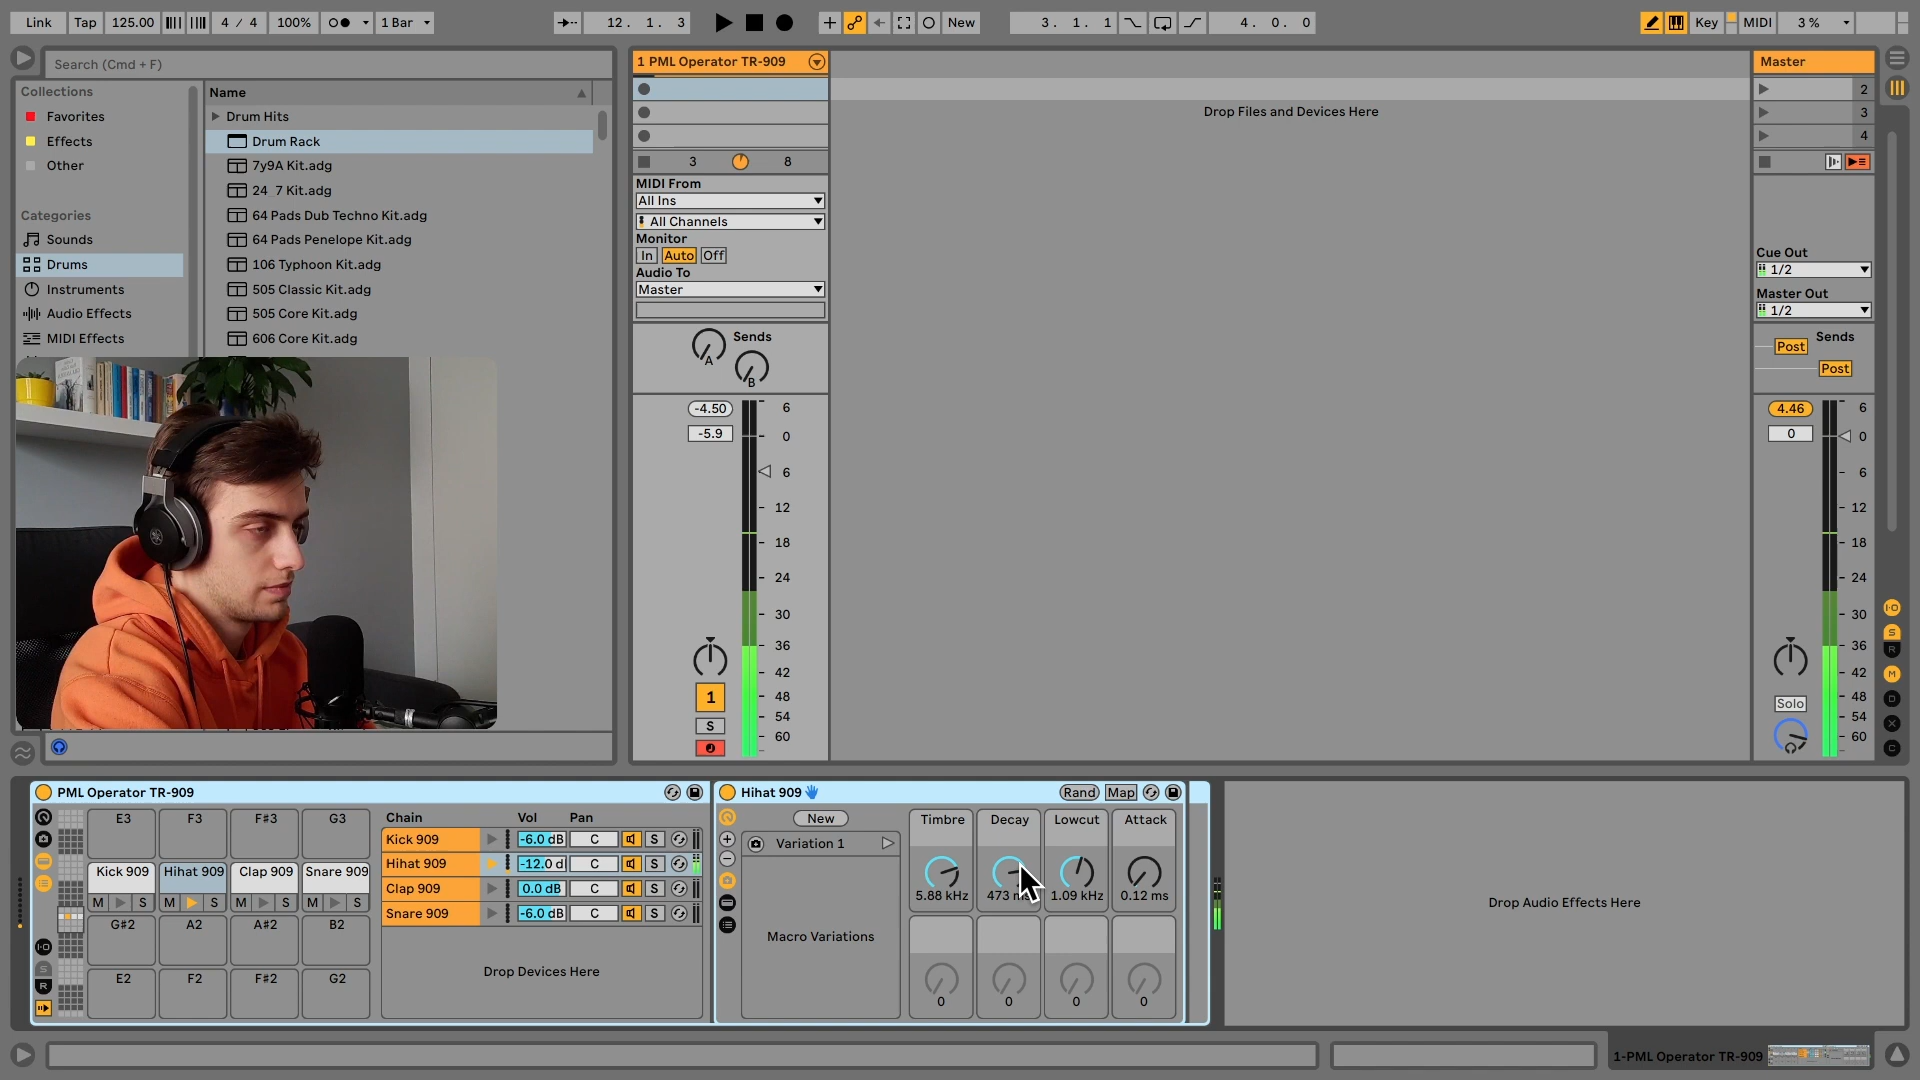 Link Tap 125.00 4 / 4 100% 1 Bar 12. 1. 3 New 3. 1. 1 4. 0. 0 Key MIDI 3 %
Search (Cmd + F)
Collections
Favorites
Effects
Other
Categories
Sounds
Drums
Instruments
Audio Effects
MIDI Effects
Name
Drum Hits
Drum Rack
7y9A Kit.adg
24 7 Kit.adg
64 Pads Dub Techno Kit.adg
64 Pads Penelope Kit.adg
106 Typhoon Kit.adg
505 Classic Kit.adg
505 Core Kit.adg
606 Core Kit.adg
1 PML Operator TR-909
3 8
MIDI From
All Ins
All Channels
Monitor
In Auto Off
Audio To
Master
Sends
A
B
-4.50
-5.9
6
0
6
12
18
24
30
36
42
48
54
60
1
S
Drop Files and Devices Here
Master
2
3
4
Cue Out
1/2
Master Out
1/2
Sends
Post
Post
4.46
0
6
0
6
12
18
24
30
36
42
48
54
60
Solo
I·O
S
R
M
D
X
C
PML Operator TR-909
E3 F3 F#3 G3
Kick 909 Hihat 909 Clap 909 Snare 909
M S M S M S M S
G#2 A2 A#2 B2
E2 F2 F#2 G2
I·O
S
R
Chain Vol Pan
Kick 909 -6.0 dB C S
Hihat 909 -12.0 d C S
Clap 909 0.0 dB C S
Snare 909 -6.0 dB C S
Drop Devices Here
Hihat 909 Rand Map
New
Variation 1
Macro Variations
Timbre Decay Lowcut Attack
5.88 kHz 473 1.09 kHz 0.12 ms
0 0 0 0
Drop Audio Effects Here
1-PML Operator TR-909